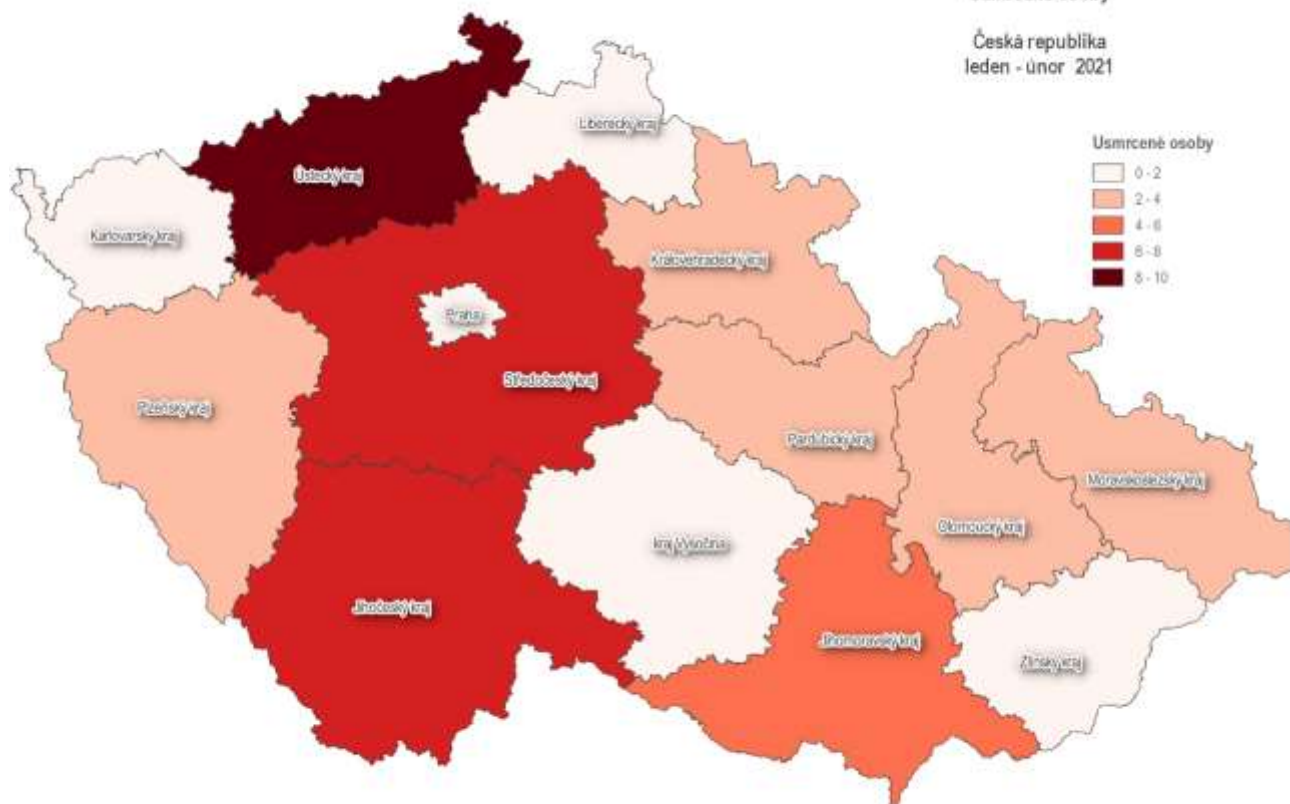 Česká republika
leden - únor 2021
Usmrcené osoby
0 - 2
2 - 4
4 - 6
6 - 8
8 - 10
Liberecký kraj
Ústecký kraj
Karlovarský kraj
Královéhradecký kraj
Praha
Středočeský kraj
Plzeňský kraj
Pardubický kraj
Moravskoslezský kraj
Olomoucký kraj
kraj Vysočina
Jihočeský kraj
Jihomoravský kraj
Zlínský kraj